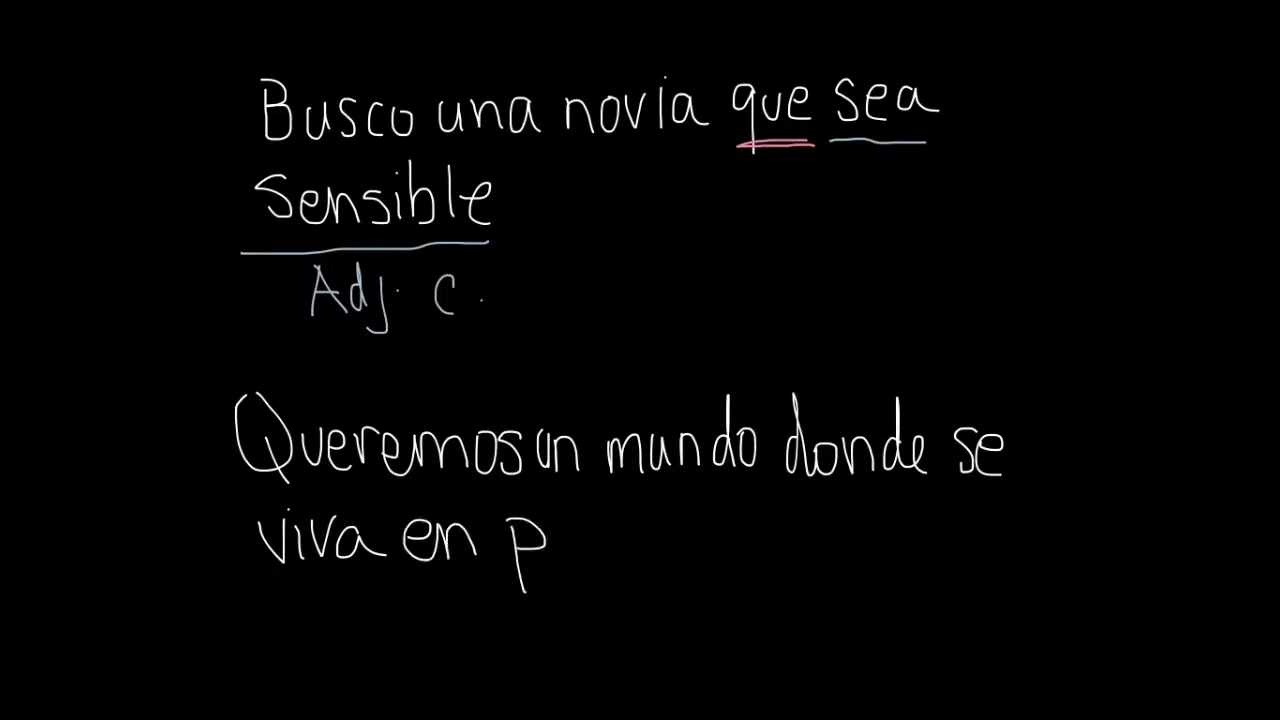 Busco una novia que sea
sensible
Adj. C.
Queremos un mundo donde se
viva en p